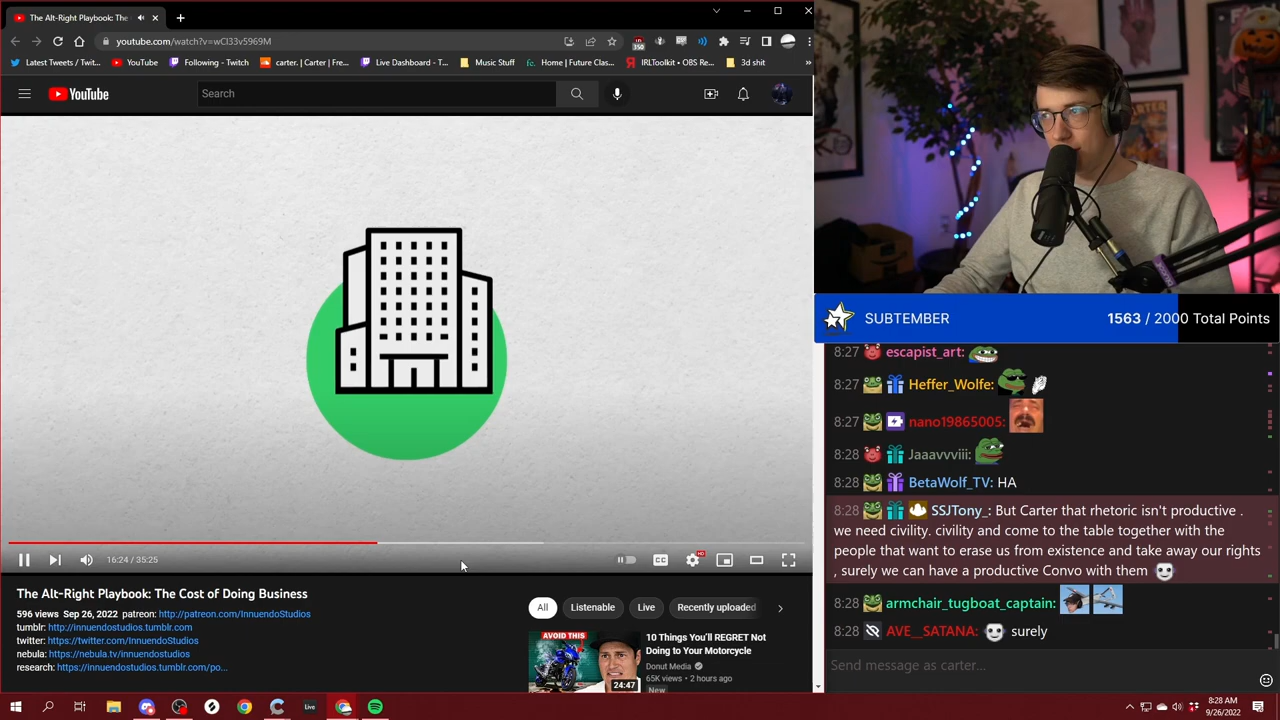 The Alt-Right Playbook: The
youtube.com/watch?v=wCl33v5969M
350
Latest Tweets / Twit...
YouTube
Following - Twitch
carter. | Carter | Fre...
Live Dashboard - T...
Music Stuff
Home | Future Clas...
IRLToolkit • OBS Re...
3d shit
YouTube
Search
16:24 / 35:25
CC
HD
The Alt-Right Playbook: The Cost of Doing Business
596 views Sep 26, 2022 patreon: http://patreon.com/InnuendoStudios
tumblr: http://innuendostudios.tumblr.com
twitter: https://twitter.com/InnuendoStudios
nebula: https://nebula.tv/innuendostudios
research: https://innuendostudios.tumblr.com/po...
All
Listenable
Live
Recently uploaded
AVOID THIS
24:47
10 Things You'll REGRET Not
Doing to Your Motorcycle
Donut Media
65K views • 2 hours ago
New
SUBTEMBER
1563 / 2000 Total Points
8:27 escapist_art:
8:27 Heffer_Wolfe:
8:27 nano19865005:
8:28 Jaaavvviii:
8:28 BetaWolf_TV: HA
8:28 SSJTony_: But Carter that rhetoric isn't productive .
we need civility. civility and come to the table together with the
people that want to erase us from existence and take away our rights
, surely we can have a productive Convo with them
8:28 armchair_tugboat_captain:
8:28 AVE__SATANA: surely
Send message as carter...
Live
8:28 AM
9/26/2022